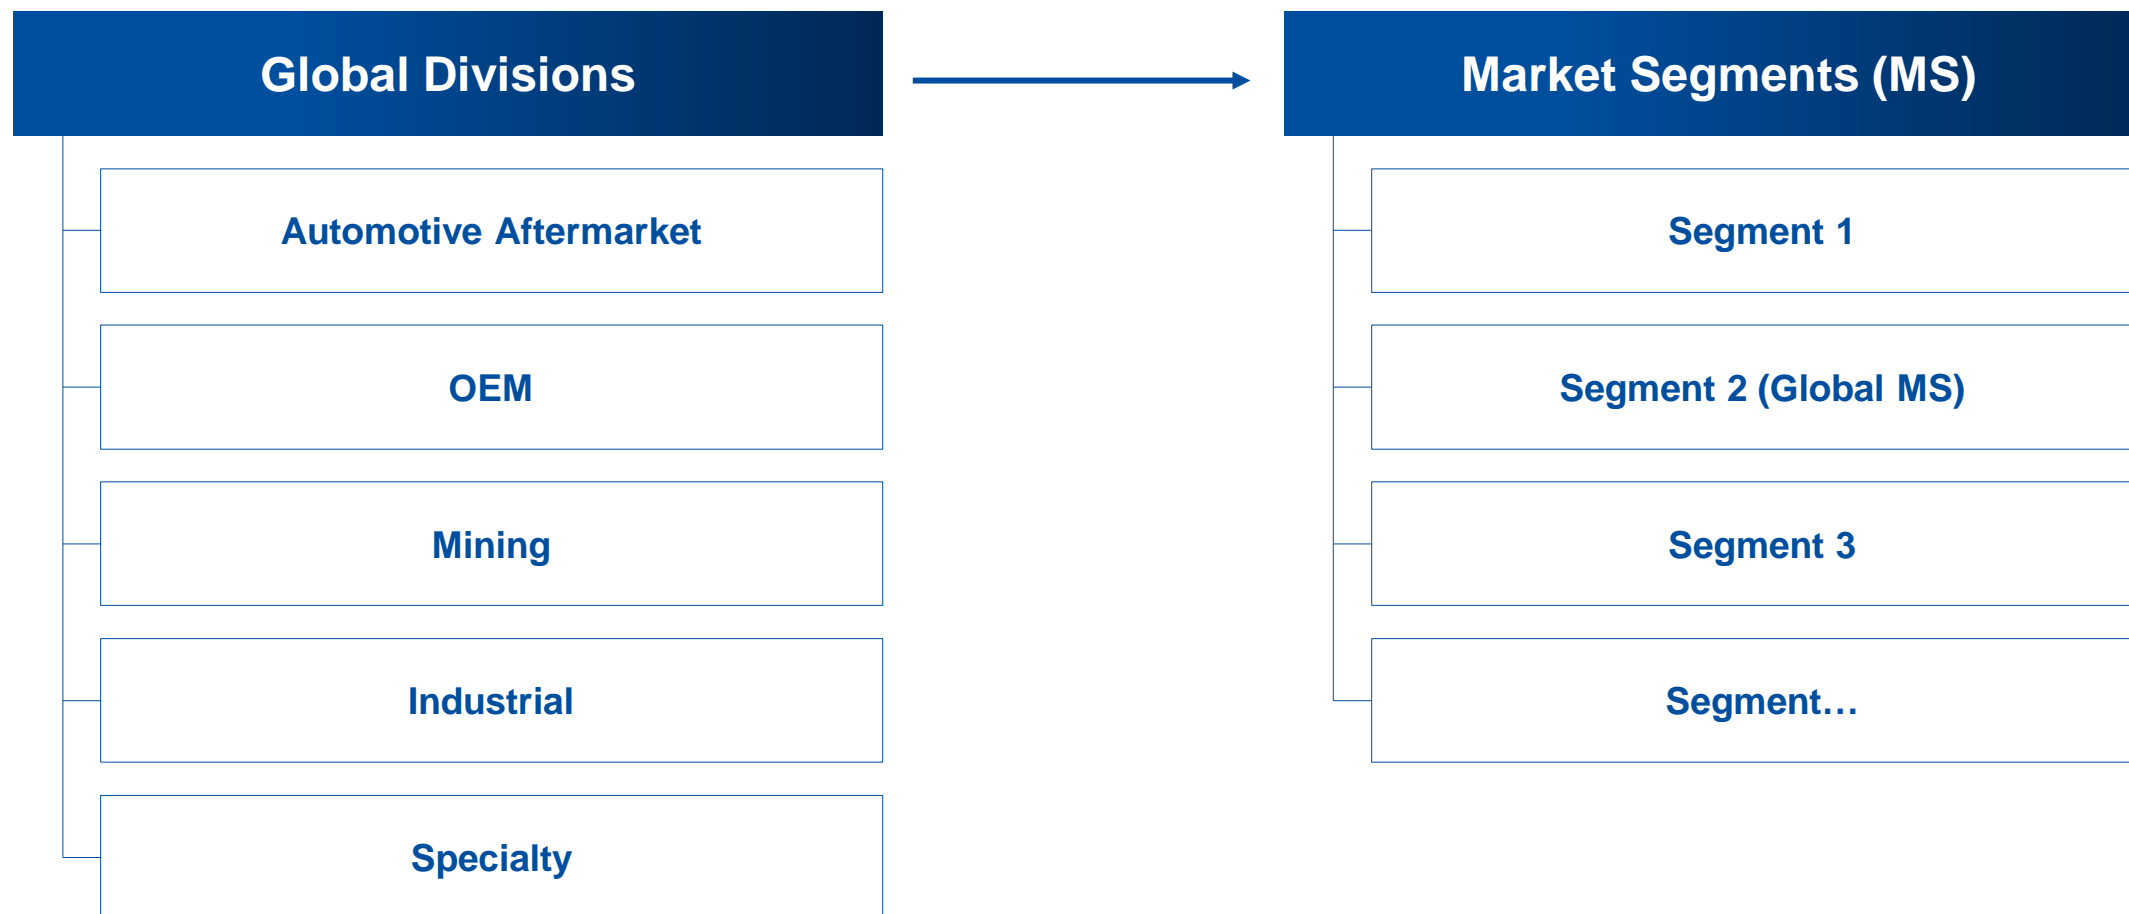 Global Divisions
Automotive Aftermarket
OEM
Mining
Industrial
Specialty
Market Segments (MS)
Segment 1
Segment 2 (Global MS)
Segment 3
Segment…